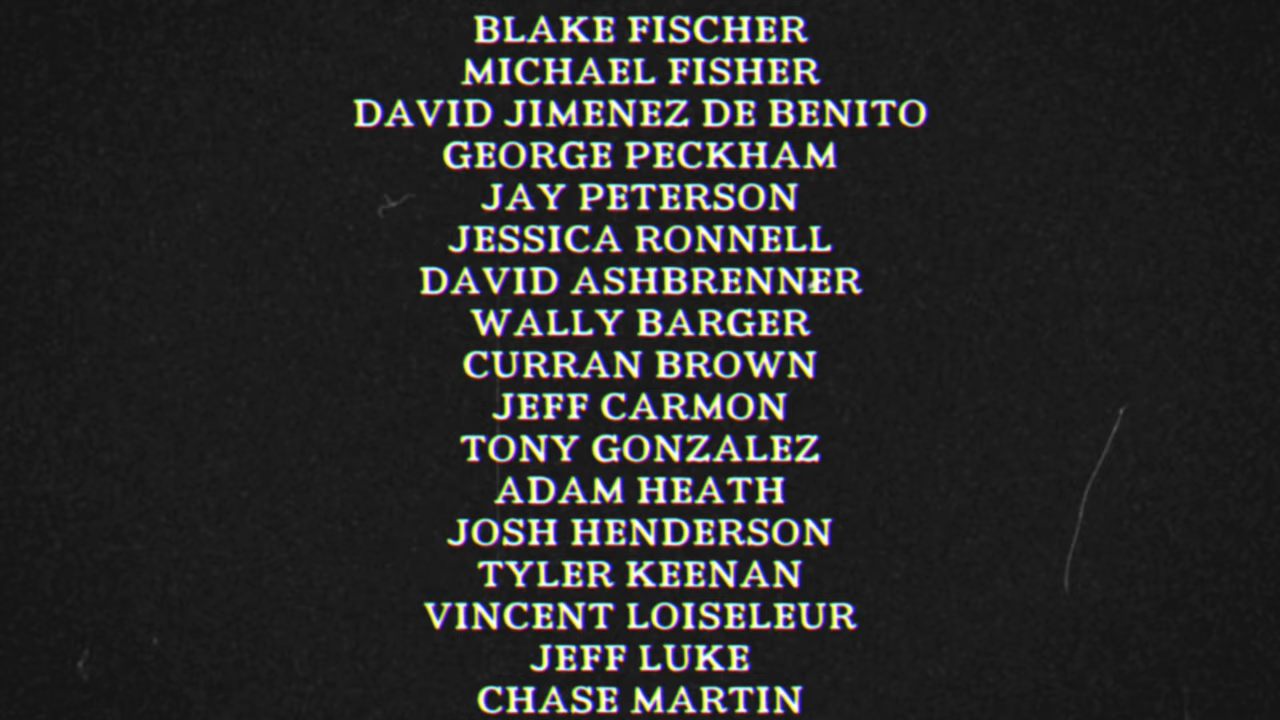 BLAKE FISCHER
MICHAEL FISHER
DAVID JIMENEZ DE BENITO
GEORGE PECKHAM
JAY PETERSON
JESSICA RONNELL
DAVID ASHBRENNER
WALLY BARGER
CURRAN BROWN
JEFF CARMON
TONY GONZALEZ
ADAM HEATH
JOSH HENDERSON
TYLER KEENAN
VINCENT LOISELEUR
JEFF LUKE
CHASE MARTIN